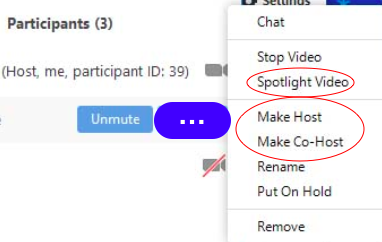 Settings
Participants (3)
Chat
Stop Video
(Host, me, participant ID: 39)
Spotlight Video
Unmute
...
Make Host
Make Co-Host
Rename
Put On Hold
Remove